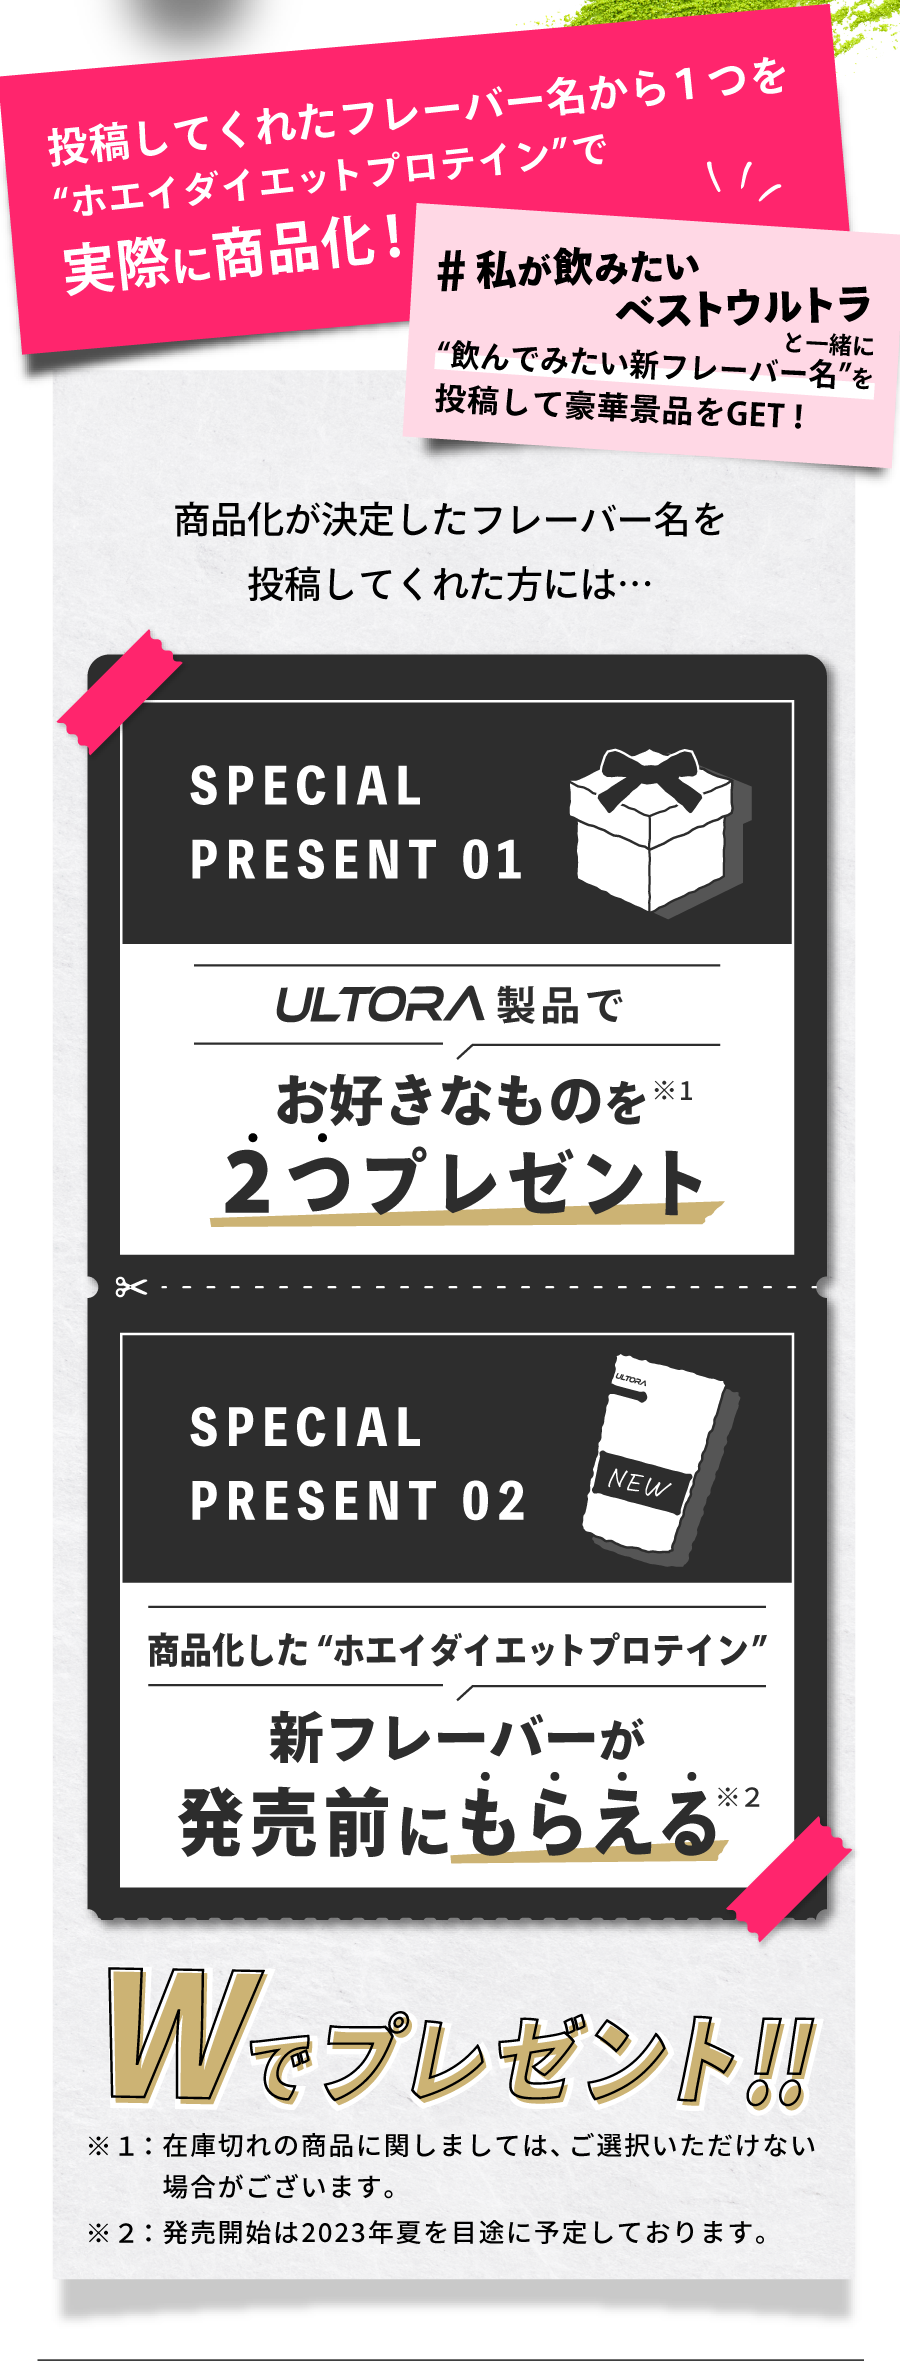 投稿してくれたフレーバー名から1つを
“ホエイダイエットプロテイン”で
実際に商品化！
#私が飲みたい
ベストウルトラ
と一緒に
“飲んでみたい新フレーバー名”を
投稿して豪華景品をGET！
商品化が決定したフレーバー名を
投稿してくれた方には…
SPECIAL
PRESENT 01
ULTORA 製品で
お好きなものを※1
2つプレゼント
SPECIAL
PRESENT 02
ULTORA
NEW
商品化した“ホエイダイエットプロテイン”
新フレーバーが
発売前にもらえる※2
Wでプレゼント!!
※1：在庫切れの商品に関しましては、ご選択いただけない
場合がございます。
※2：発売開始は2023年夏を目途に予定しております。